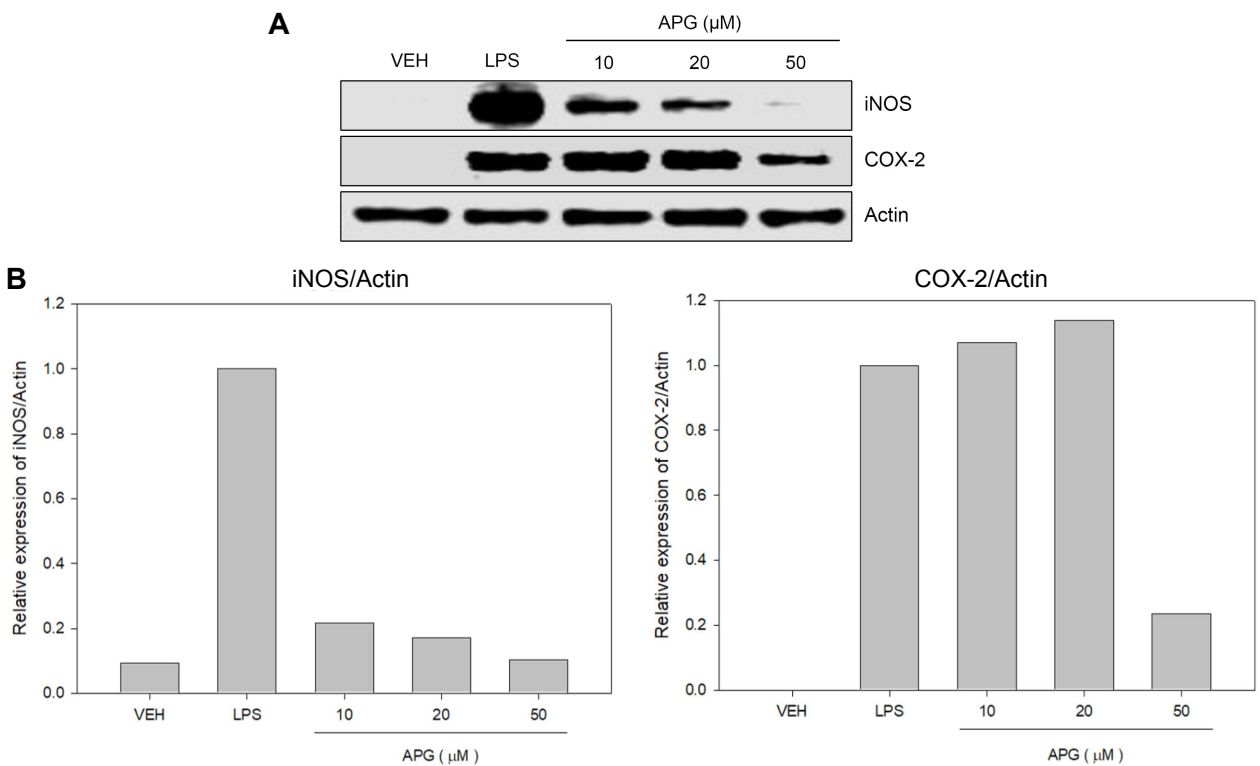 A
APG (μM)
VEH LPS 10 20 50
iNOS
COX-2
Actin
B
iNOS/Actin
Relative expression of iNOS/Actin
1.2
1.0
0.8
0.6
0.4
0.2
0.0
VEH LPS 10 20 50
APG ( μM )
COX-2/Actin
Relative expression of COX-2/Actin
1.2
1.0
0.8
0.6
0.4
0.2
0.0
VEH LPS 10 20 50
APG ( μM )